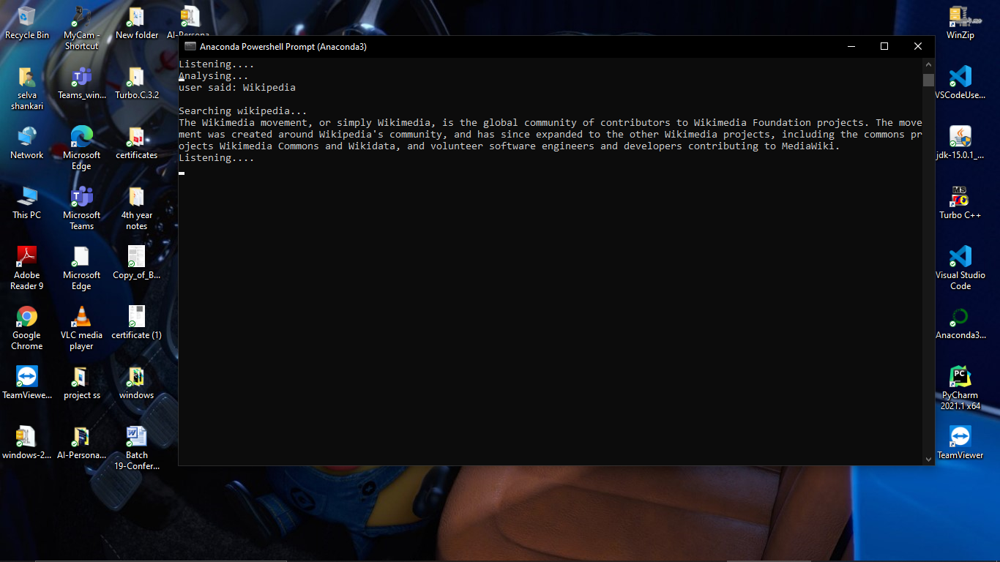 Recycle Bin
MyCam -
Shortcut
New folder
AI-Persona
selva
shankari
Teams_win...
Turbo.C.3.2
Network
Microsoft
Edge
certificates
This PC
Microsoft
Teams
4th year
notes
Adobe
Reader 9
Microsoft
Edge
Copy_of_B...
Google
Chrome
VLC media
player
certificate (1)
TeamViewe...
project ss
windows
windows-2...
AI-Persona...
Batch
19-Confer...
Anaconda Powershell Prompt (Anaconda3)
Listening....
Analysing...
user said: Wikipedia
Searching wikipedia...
The Wikimedia movement, or simply Wikimedia, is the global community of contributors to Wikimedia Foundation projects. The move
ment was created around Wikipedia's community, and has since expanded to the other Wikimedia projects, including the commons pr
ojects Wikimedia Commons and Wikidata, and volunteer software engineers and developers contributing to MediaWiki.
Listening....
WinZip
VSCodeUse...
jdk-15.0.1_...
MS
Turbo C++
Visual Studio
Code
Anaconda3...
PC
PyCharm
2021.1 x64
TeamViewer